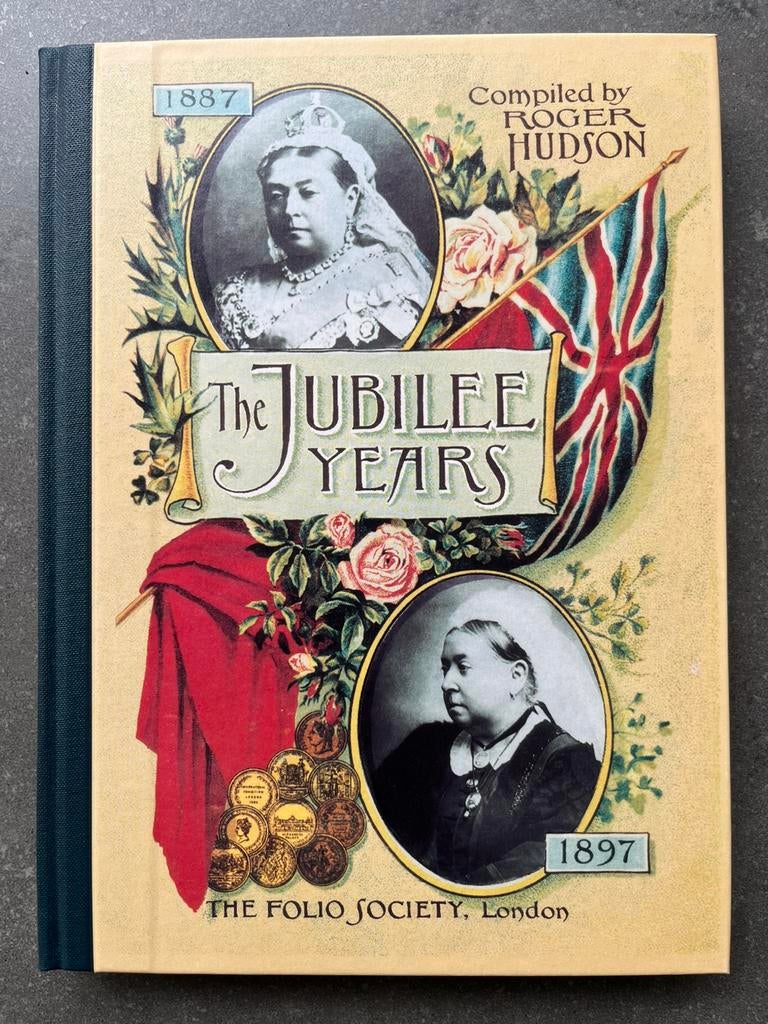 1887
Compiled by
ROGER
HUDSON
The JUBILEE
YEARS
1897
THE FOLIO SOCIETY, London